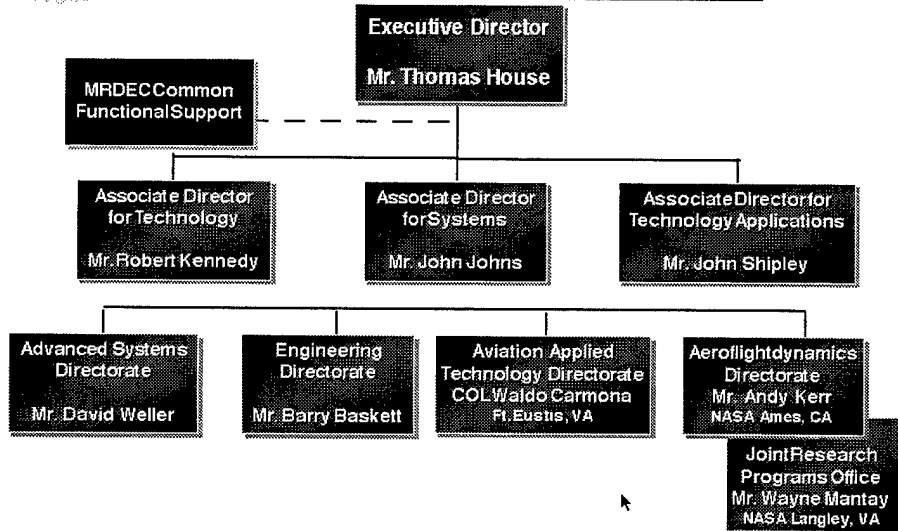 Executive Director
Mr. Thomas House
MRDEC Common
Functional Support
Associate Director
for Technology
Mr. Robert Kennedy
Associate Director
for Systems
Mr. John Johns
Associate Director for
Technology Applications
Mr. John Shipley
Advanced Systems
Directorate
Mr. David Weller
Engineering
Directorate
Mr. Barry Baskett
Aviation Applied
Technology Directorate
COL Waldo Carmona
Ft. Eustis, VA
Aeroflightdynamics
Directorate
Mr. Andy Kerr
NASA Ames, CA
Joint Research
Programs Office
Mr. Wayne Mantay
NASA Langley, VA